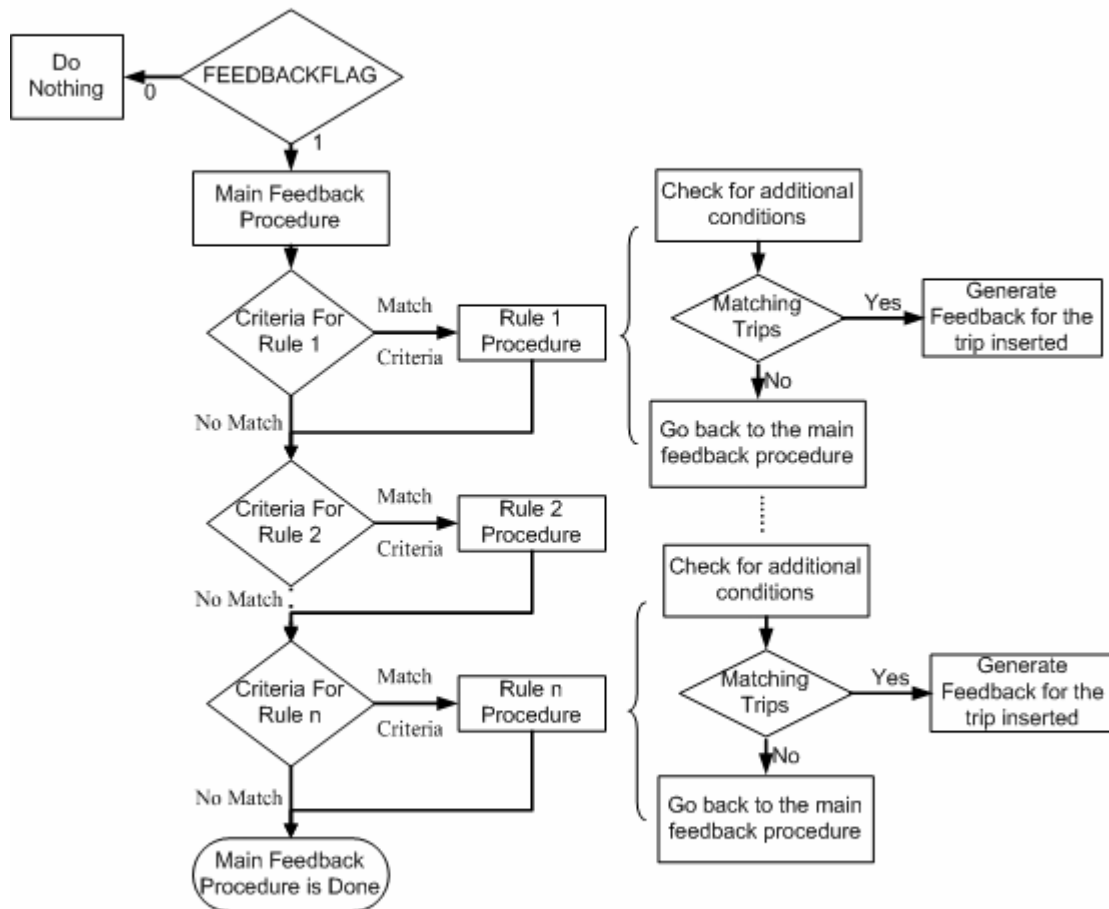 Do
Nothing
0
FEEDBACKFLAG
1
Main Feedback
Procedure
Criteria For
Rule 1
Match
Criteria
Rule 1
Procedure
No Match
Criteria For
Rule 2
Match
Criteria
Rule 2
Procedure
No Match
Criteria For
Rule n
Match
Criteria
Rule n
Procedure
No Match
Main Feedback
Procedure is Done
Check for additional
conditions
Matching
Trips
Yes
Generate
Feedback for the
trip inserted
No
Go back to the main
feedback procedure
Check for additional
conditions
Matching
Trips
Yes
Generate
Feedback for the
trip inserted
No
Go back to the main
feedback procedure